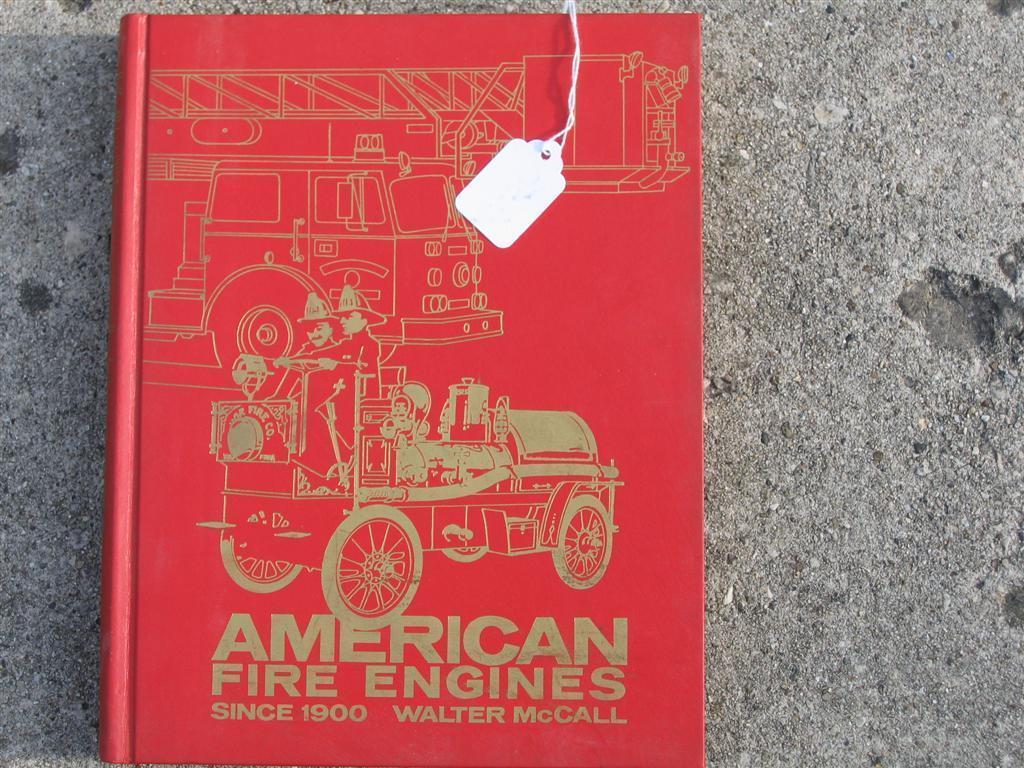 AMERICAN
FIRE ENGINES
SINCE 1900 WALTER McCALL